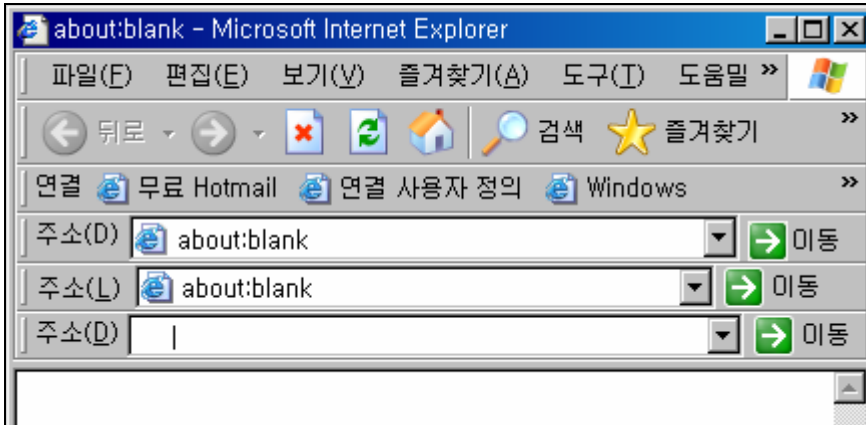 about:blank - Microsoft Internet Explorer
파일(F) 편집(E) 보기(V) 즐겨찾기(A) 도구(T) 도움말 »
뒤로 검색 즐겨찾기 »
연결 무료 Hotmail 연결 사용자 정의 Windows »
주소(D) about:blank 이동
주소(L) about:blank 이동
주소(D) 이동